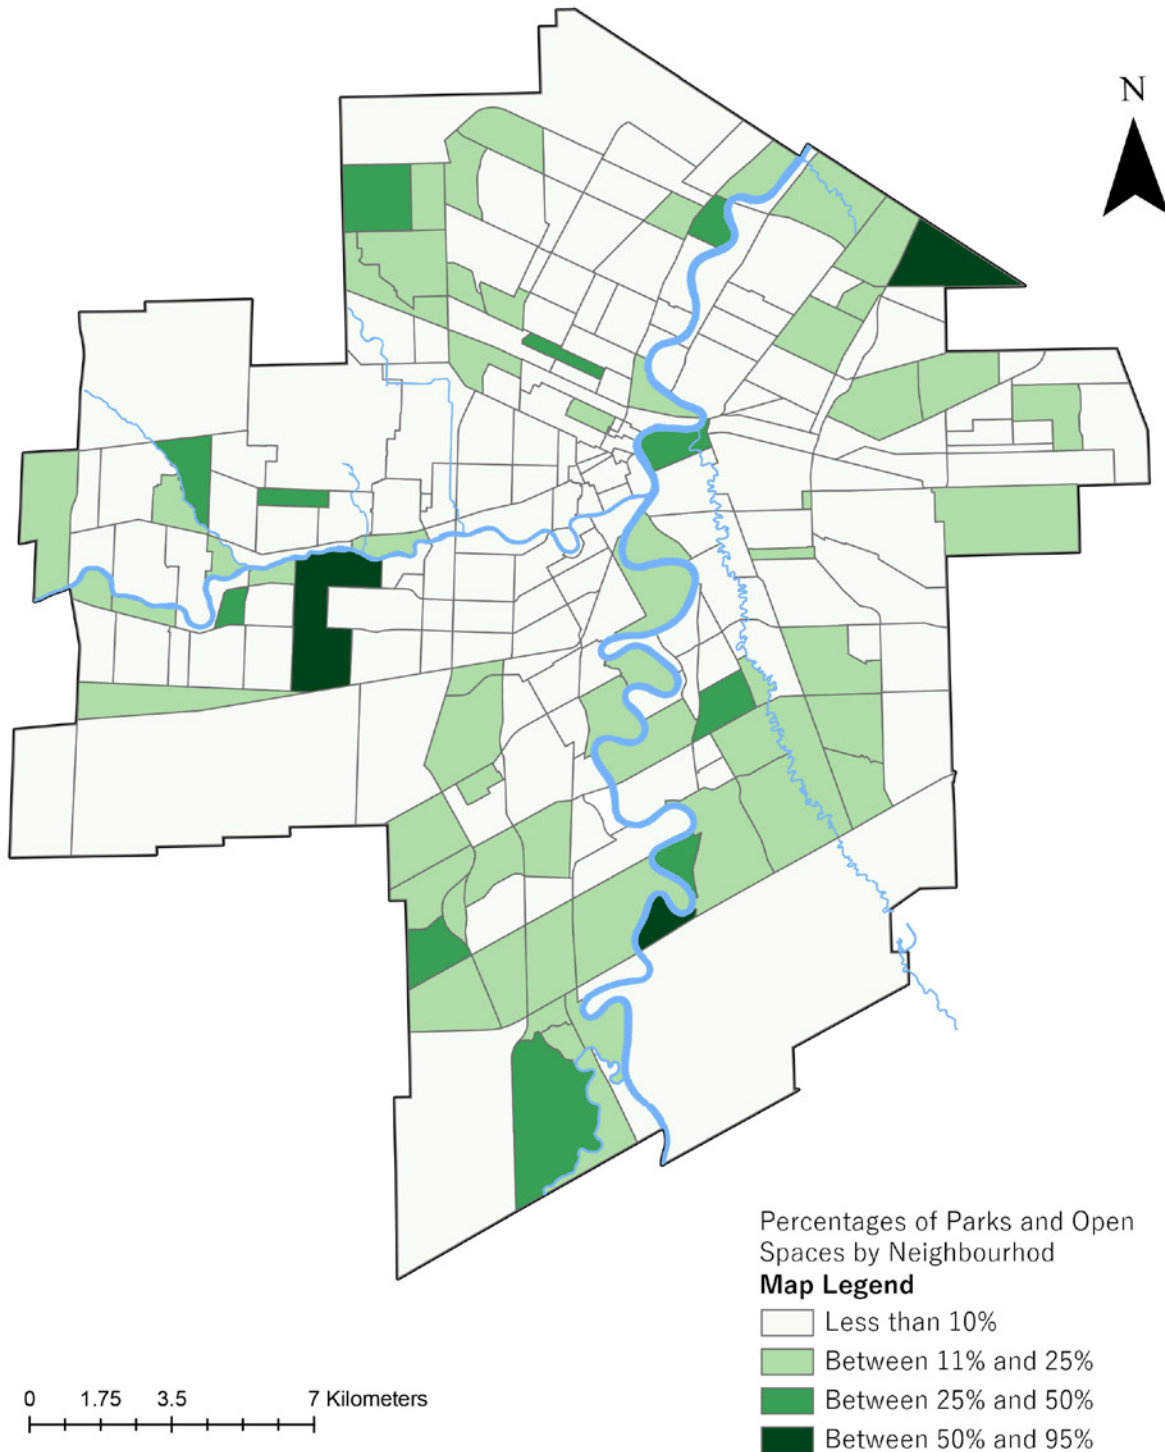 N
Percentages of Parks and Open
Spaces by Neighbourhod
Map Legend
Less than 10%
Between 11% and 25%
Between 25% and 50%
Between 50% and 95%
0 1.75 3.5 7 Kilometers